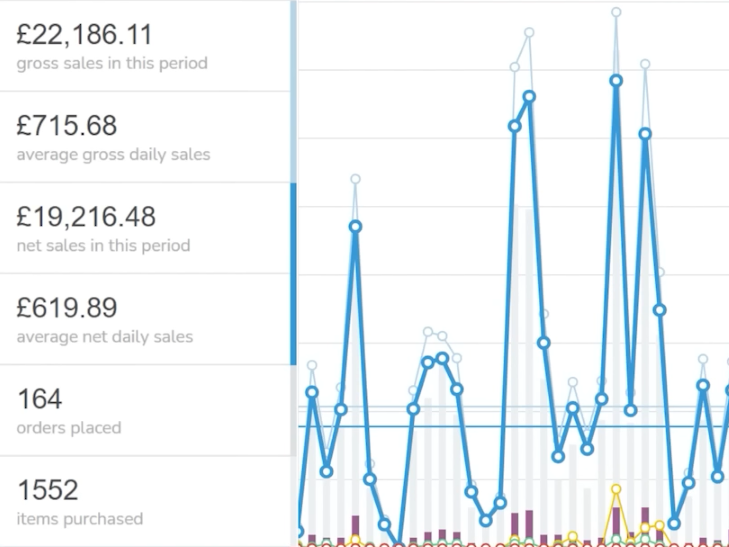 £22,186.11
gross sales in this period
£715.68
average gross daily sales
£19,216.48
net sales in this period
£619.89
average net daily sales
164
orders placed
1552
items purchased